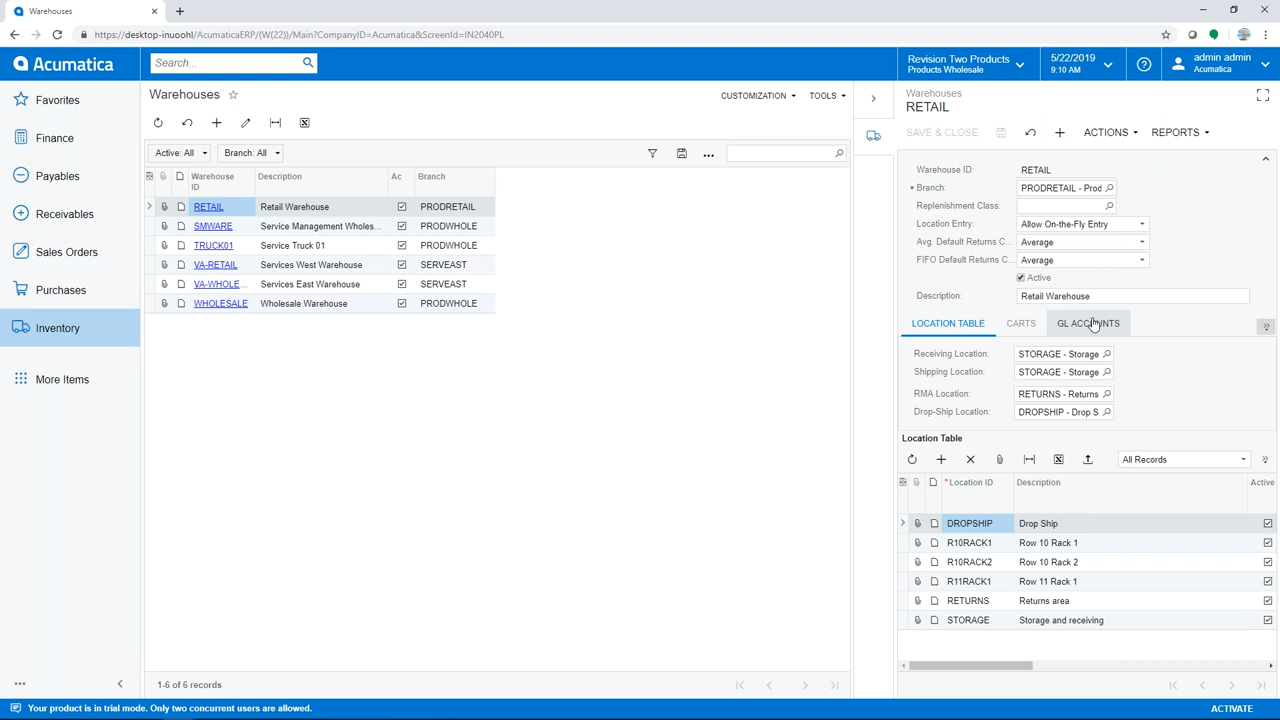 Warehouses
https://desktop-inuoohl/AcumaticaERP/(W(22))/Main?CompanyID=Acumatica&ScreenId=IN2040PL
Acumatica
Search...
Revision Two Products
Products Wholesale
5/22/2019
9:10 AM
admin admin
Acumatica
Favorites
Finance
Payables
Receivables
Sales Orders
Purchases
Inventory
More Items
Warehouses
CUSTOMIZATION
TOOLS
Active: All
Branch: All
Warehouse ID
Description
Ac
Branch
RETAIL Retail Warehouse PRODRETAIL
SMWARE Service Management Wholes... PRODWHOLE
TRUCK01 Service Truck 01 PRODWHOLE
VA-RETAIL Services West Warehouse SERVEAST
VA-WHOLE... Services East Warehouse SERVEAST
WHOLESALE Wholesale Warehouse PRODWHOLE
1-6 of 6 records
Warehouses
RETAIL
SAVE & CLOSE
ACTIONS
REPORTS
Warehouse ID: RETAIL
* Branch: PRODRETAIL - Prod
Replenishment Class:
Location Entry: Allow On-the-Fly Entry
Avg. Default Returns C... Average
FIFO Default Returns C... Average
Active
Description: Retail Warehouse
LOCATION TABLE CARTS GL ACCOUNTS
Receiving Location: STORAGE - Storage
Shipping Location: STORAGE - Storage
RMA Location: RETURNS - Returns
Drop-Ship Location: DROPSHIP - Drop S
Location Table
All Records
* Location ID Description Active
DROPSHIP Drop Ship
R10RACK1 Row 10 Rack 1
R10RACK2 Row 10 Rack 2
R11RACK1 Row 11 Rack 1
RETURNS Returns area
STORAGE Storage and receiving
Your product is in trial mode. Only two concurrent users are allowed.
ACTIVATE